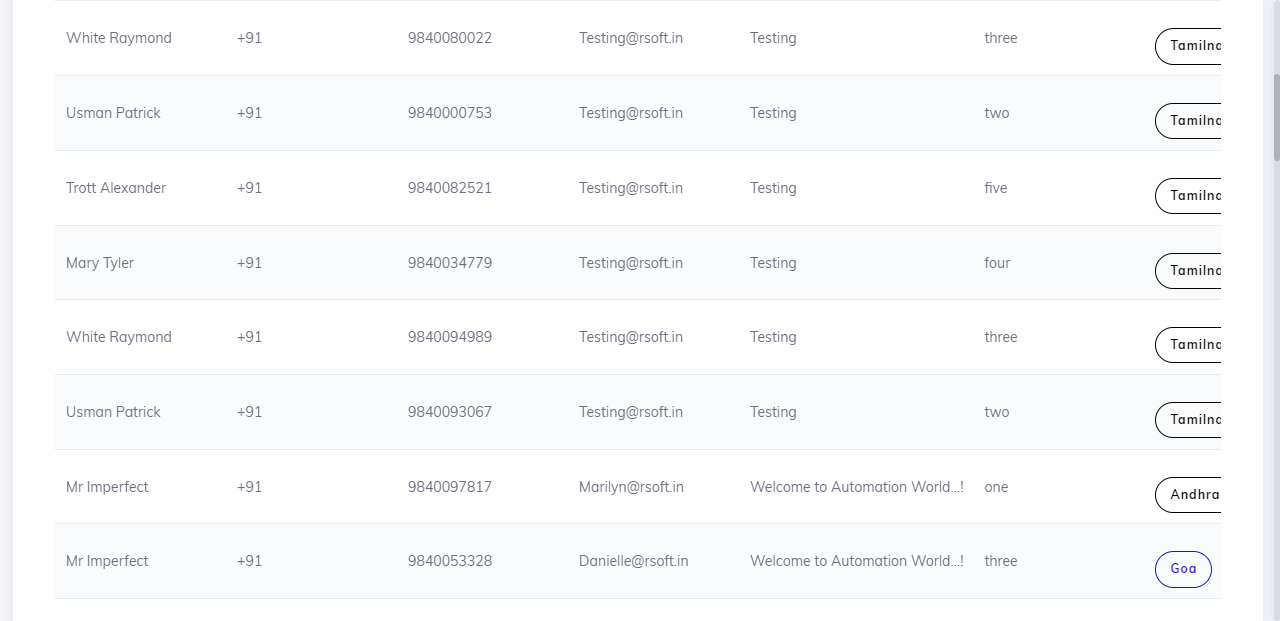 White Raymond +91 9840080022 Testing@rsoft.in Testing three Tamilna
Usman Patrick +91 9840000753 Testing@rsoft.in Testing two Tamilna
Trott Alexander +91 9840082521 Testing@rsoft.in Testing five Tamilna
Mary Tyler +91 9840034779 Testing@rsoft.in Testing four Tamilna
White Raymond +91 9840094989 Testing@rsoft.in Testing three Tamilna
Usman Patrick +91 9840093067 Testing@rsoft.in Testing two Tamilna
Mr Imperfect +91 9840097817 Marilyn@rsoft.in Welcome to Automation World...! one Andhra
Mr Imperfect +91 9840053328 Danielle@rsoft.in Welcome to Automation World...! three Goa